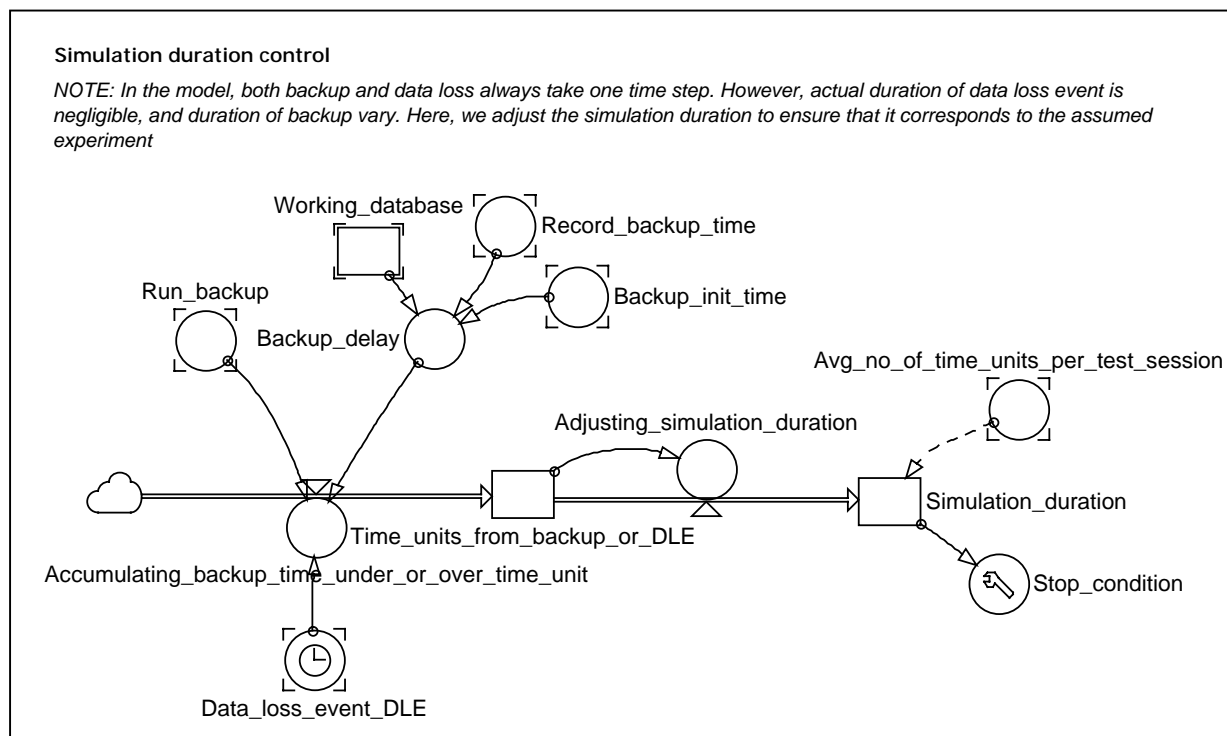 Simulation duration control
NOTE: In the model, both backup and data loss always take one time step. However, actual duration of data loss event is
negligible, and duration of backup vary. Here, we adjust the simulation duration to ensure that it corresponds to the assumed
experiment
Working_database
Record_backup_time
Run_backup
Backup_init_time
Backup_delay
Avg_no_of_time_units_per_test_session
Adjusting_simulation_duration
Simulation_duration
Time_units_from_backup_or_DLE
Accumulating_backup_time_under_or_over_time_unit
Stop_condition
Data_loss_event_DLE